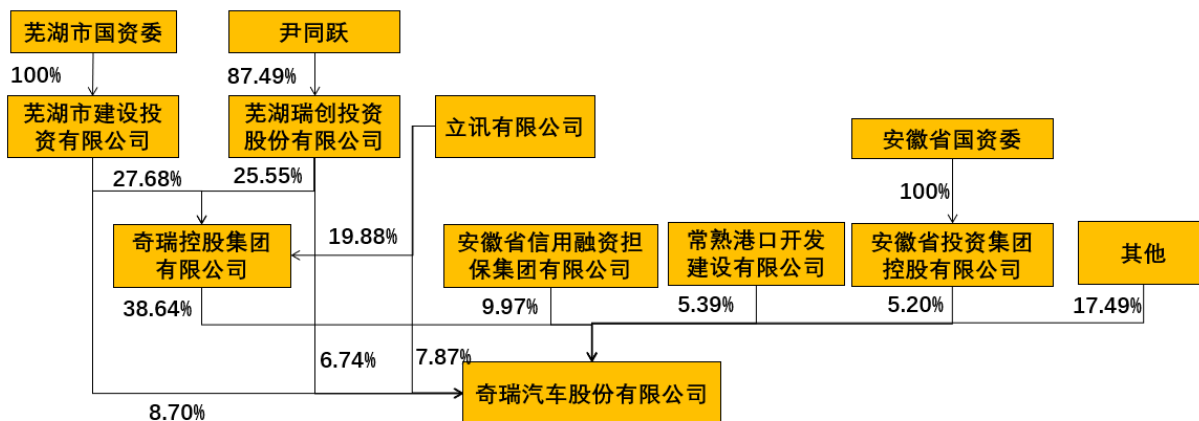 芜湖市国资委
尹同跃
100%
87.49%
芜湖市建设投
资有限公司
芜湖瑞创投资
股份有限公司
立讯有限公司
安徽省国资委
27.68%
25.55%
100%
奇瑞控股集团
有限公司
19.88%
安徽省信用融资担
保集团有限公司
常熟港口开发
建设有限公司
安徽省投资集团
控股有限公司
其他
38.64%
9.97%
5.39%
5.20%
17.49%
6.74%
7.87%
奇瑞汽车股份有限公司
8.70%